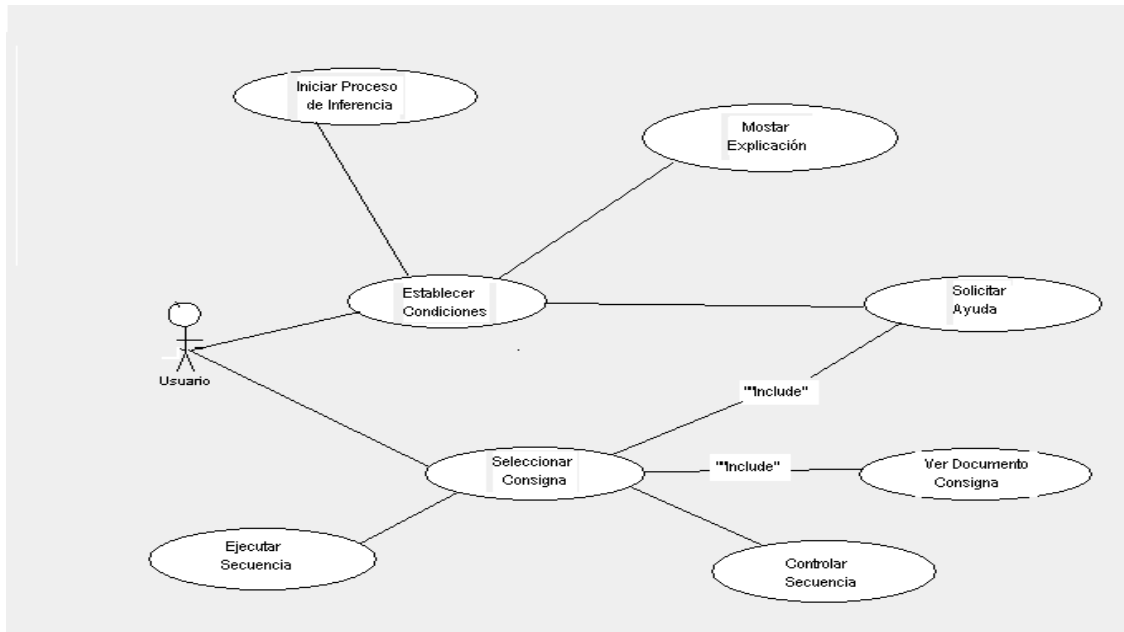 Iniciar Proceso
de Inferencia
Mostar
Explicación
Establecer
Condiciones
Solicitar
Ayuda
Usuario
""Include"
Seleccionar
Consigna
""Include"
Ver Documento
Consigna
Ejecutar
Secuencia
Controlar
Secuencia